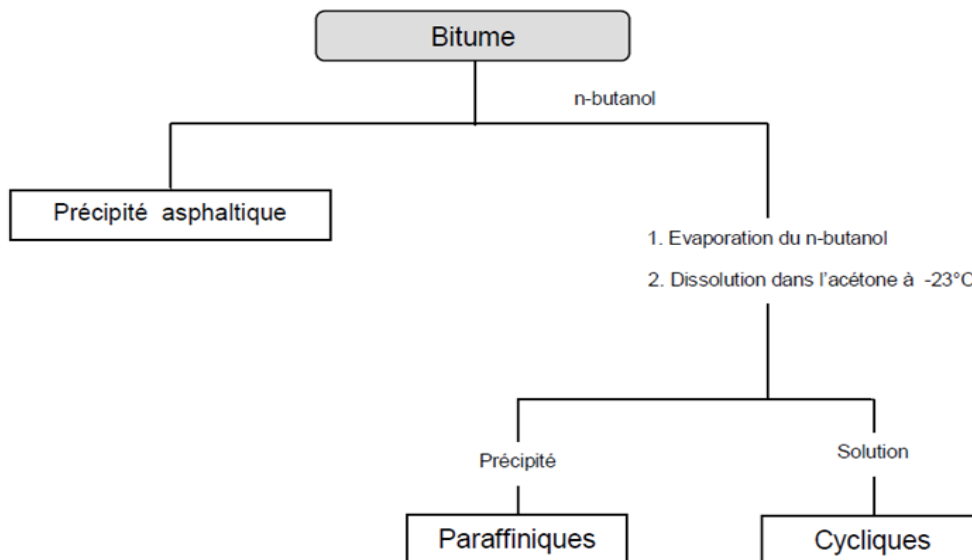 Bitume
n-butanol
Précipité asphaltique
1. Evaporation du n-butanol
2. Dissolution dans l'acétone à -23°C
Précipité
Solution
Paraffiniques
Cycliques